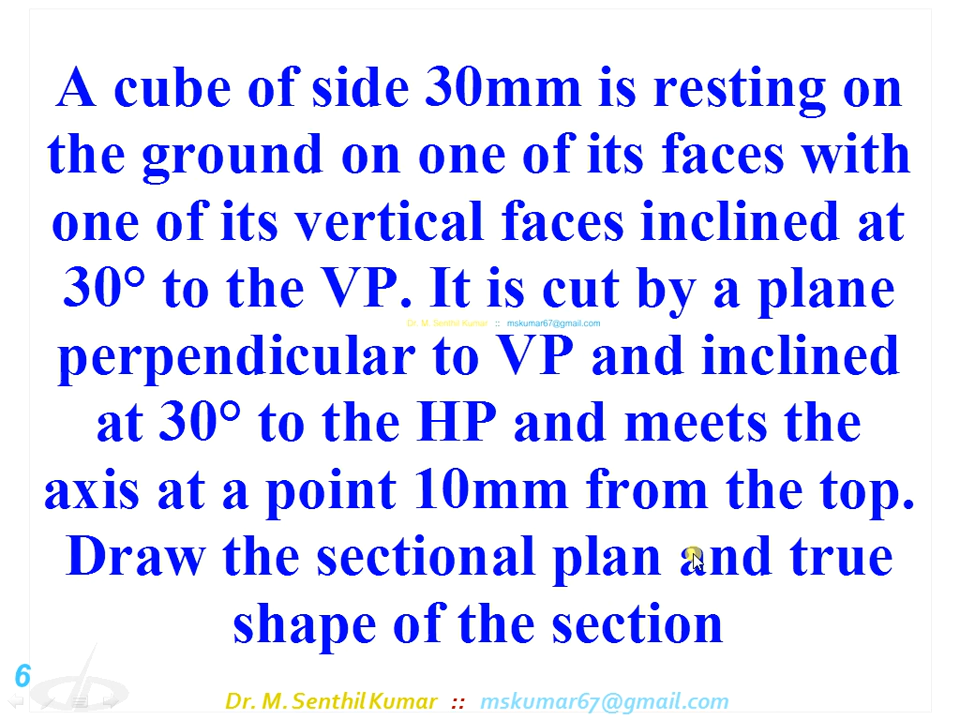 A cube of side 30mm is resting on
the ground on one of its faces with
one of its vertical faces inclined at
30° to the VP. It is cut by a plane
Dr. M. Senthil Kumar :: mskumar67@gmail.com
perpendicular to VP and inclined
at 30° to the HP and meets the
axis at a point 10mm from the top.
Draw the sectional plan and true
shape of the section
6
Dr. M. Senthil Kumar :: mskumar67@gmail.com